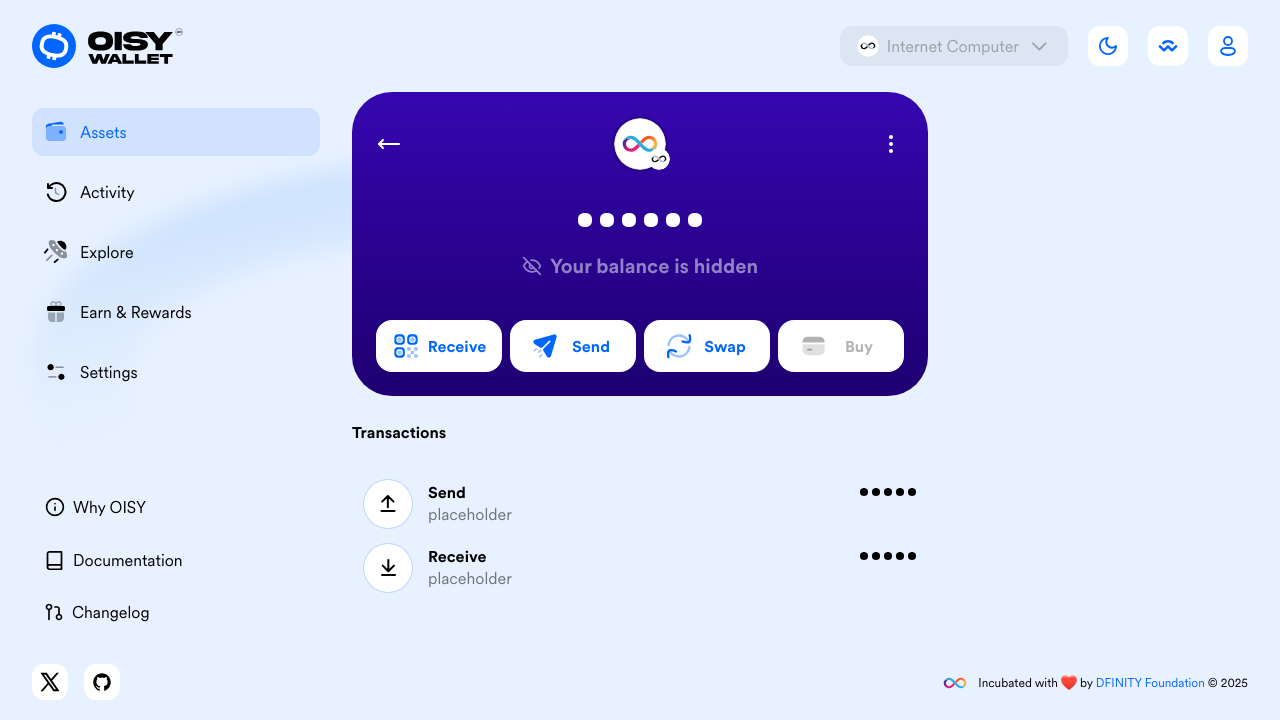 OISY
WALLET
Internet Computer
Assets
Activity
Explore
Earn & Rewards
Settings
Your balance is hidden
Receive
Send
Swap
Buy
Transactions
Send
placeholder
Receive
placeholder
Why OISY
Documentation
Changelog
Incubated with ❤️ by DFINITY Foundation © 2025